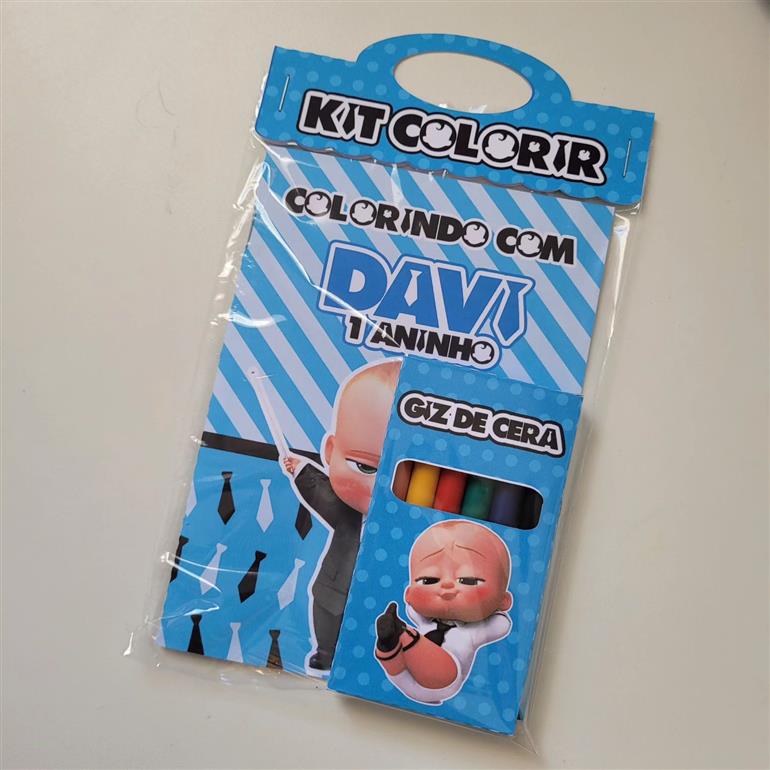 KIT COLORIR
COLORINDO COM
DAVI
1 ANINHO
GIZ DE CERA